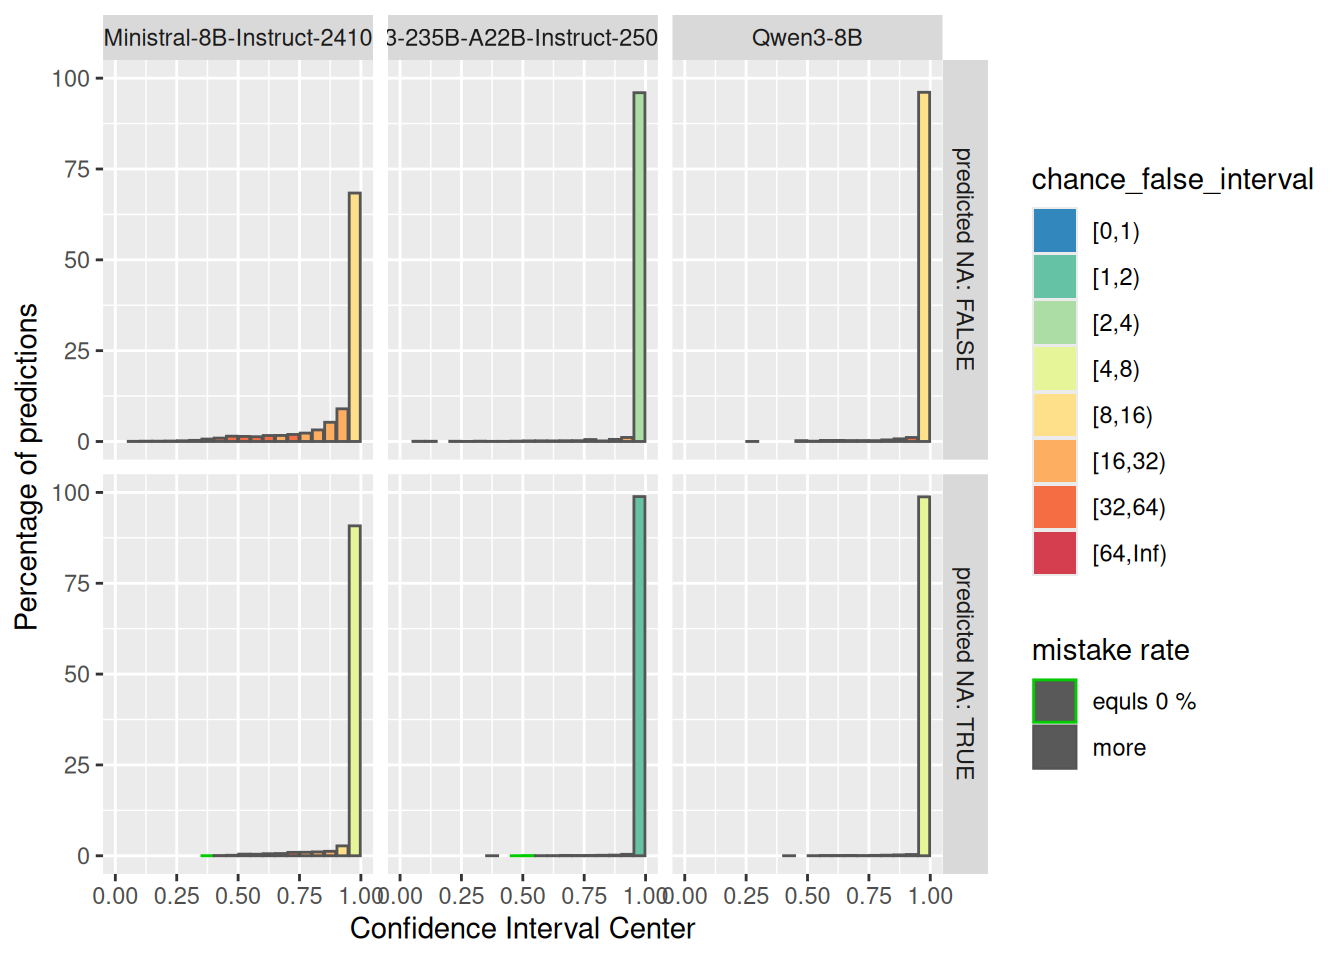 Ministral-8B-Instruct-2410
3-235B-A22B-Instruct-250
Qwen3-8B
Percentage of predictions
100
75
50
25
0
predicted NA: FALSE
100
75
50
25
0
predicted NA: TRUE
0.00 0.25 0.50 0.75 1.00
0.00 0.25 0.50 0.75 1.00
0.00 0.25 0.50 0.75 1.00
Confidence Interval Center
chance_false_interval
[0,1)
[1,2)
[2,4)
[4,8)
[8,16)
[16,32)
[32,64)
[64,Inf)
mistake rate
equls 0 %
more